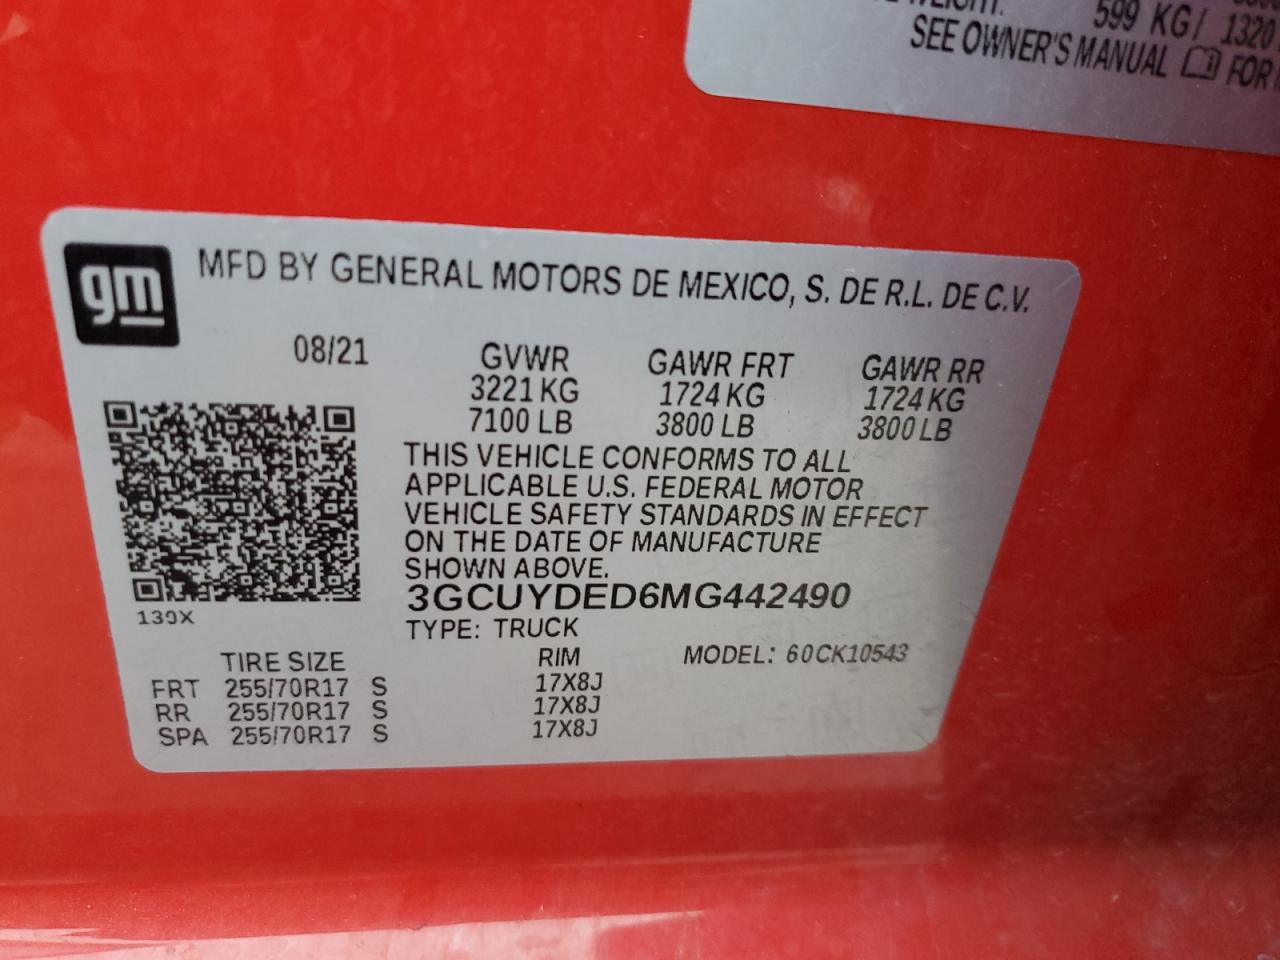 599 KG/ 1320
SEE OWNER'S MANUAL FOR
gm
MFD BY GENERAL MOTORS DE MEXICO, S. DE R.L. DE C.V.
08/21 GVWR GAWR FRT GAWR RR
3221 KG 1724 KG 1724 KG
7100 LB 3800 LB 3800 LB
THIS VEHICLE CONFORMS TO ALL
APPLICABLE U.S. FEDERAL MOTOR
VEHICLE SAFETY STANDARDS IN EFFECT
ON THE DATE OF MANUFACTURE
SHOWN ABOVE.
3GCUYDED6MG442490
139X
TYPE: TRUCK
TIRE SIZE RIM MODEL: 60CK10543
FRT 255/70R17 S 17X8J
RR 255/70R17 S 17X8J
SPA 255/70R17 S 17X8J